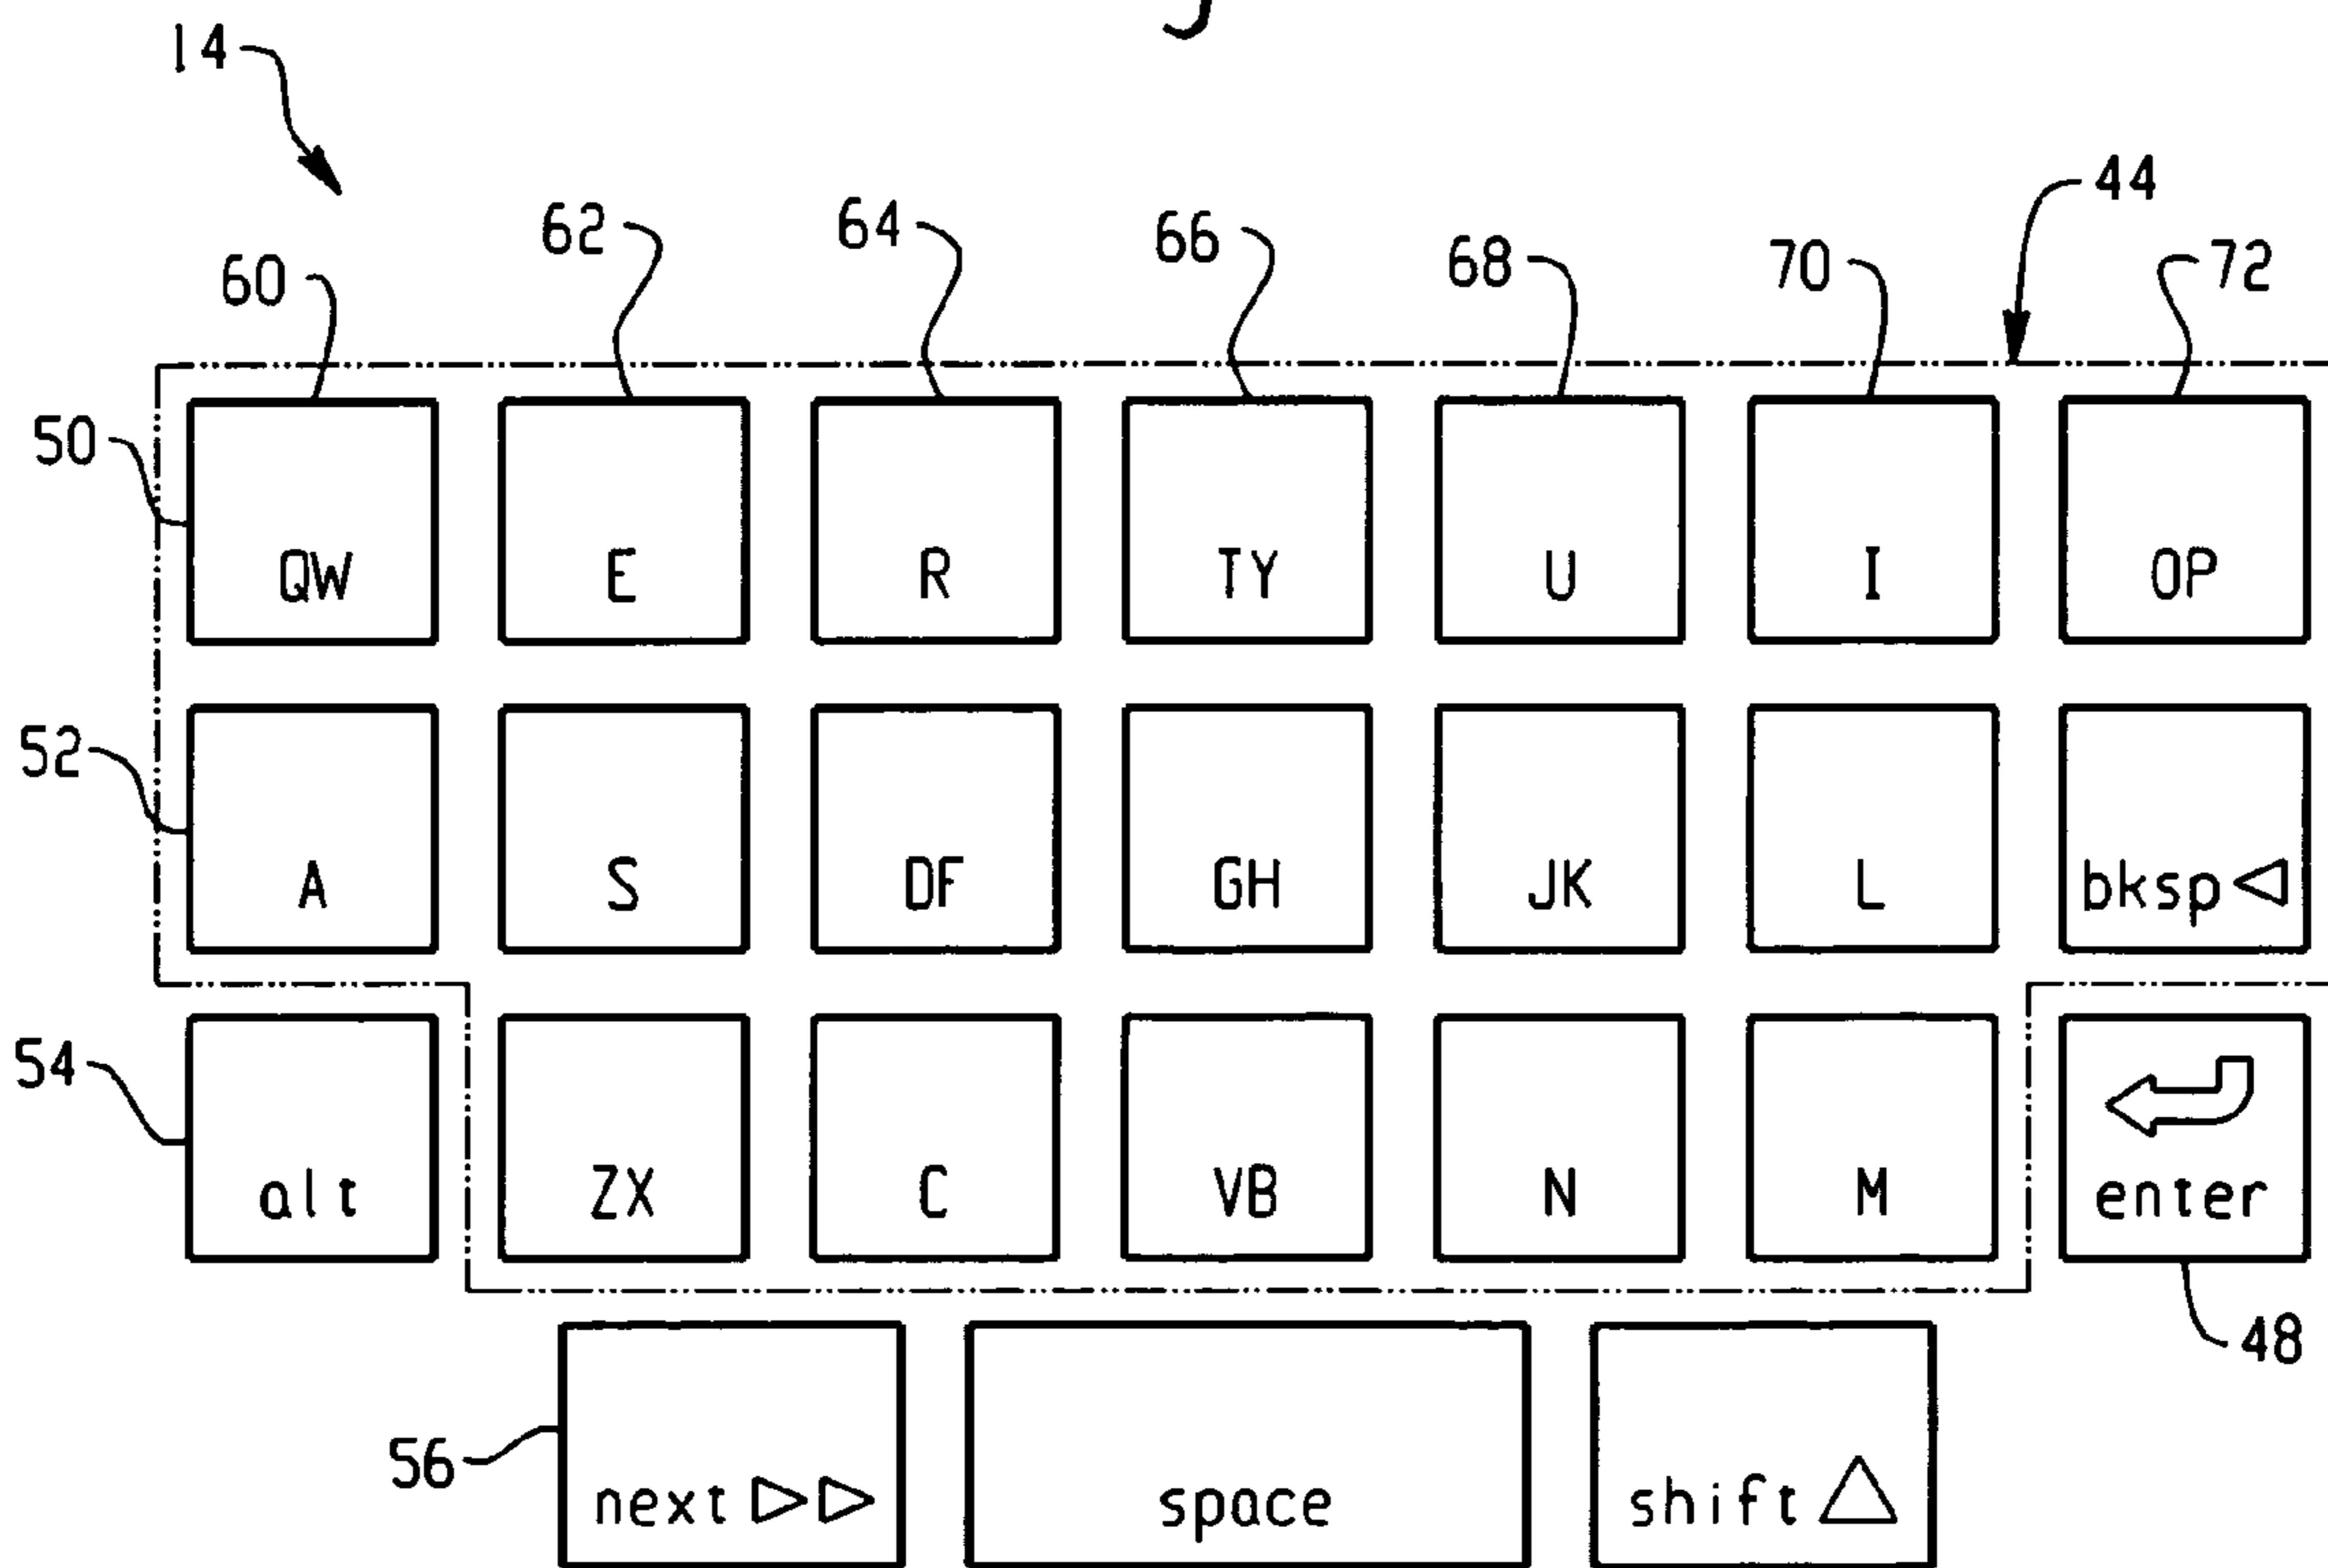 14
44
62 64 66 68 70 72
60
50
QW E R TY U I OP
52
A S DF GH JK L bksp
54
alt ZX C VB N M enter
48
56
next space shift